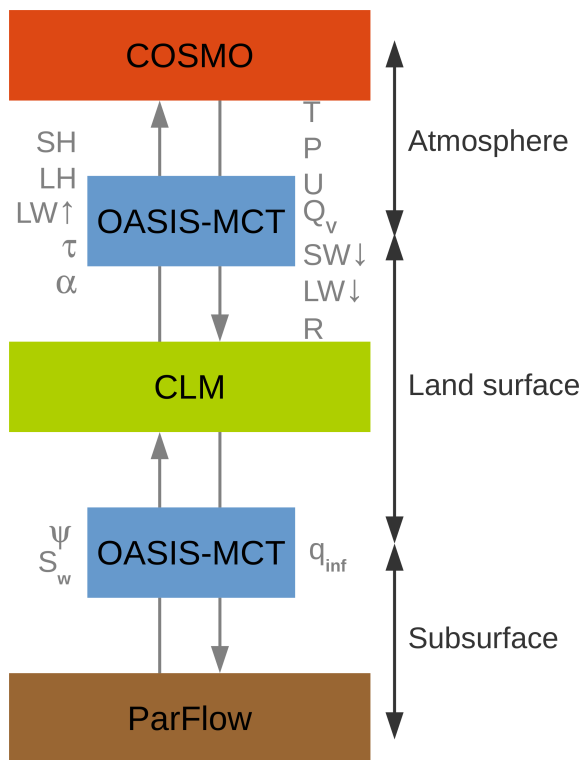 COSMO
SH
LH
LW↑
τ
α
OASIS-MCT
T
P
U
Qv
SW↓
LW↓
R
Atmosphere
CLM
Land surface
ψ
Sw
OASIS-MCT
qinf
Subsurface
ParFlow